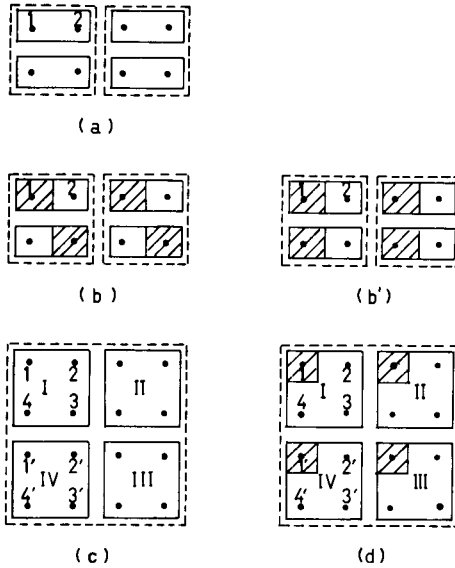 1 2
(a)
1 2 1 2
(b) (b')
1 2 1 2
I II I II
4 3 4 3
1' 2' 1' 2'
IV III IV III
4' 3' 4' 3'
(c) (d)